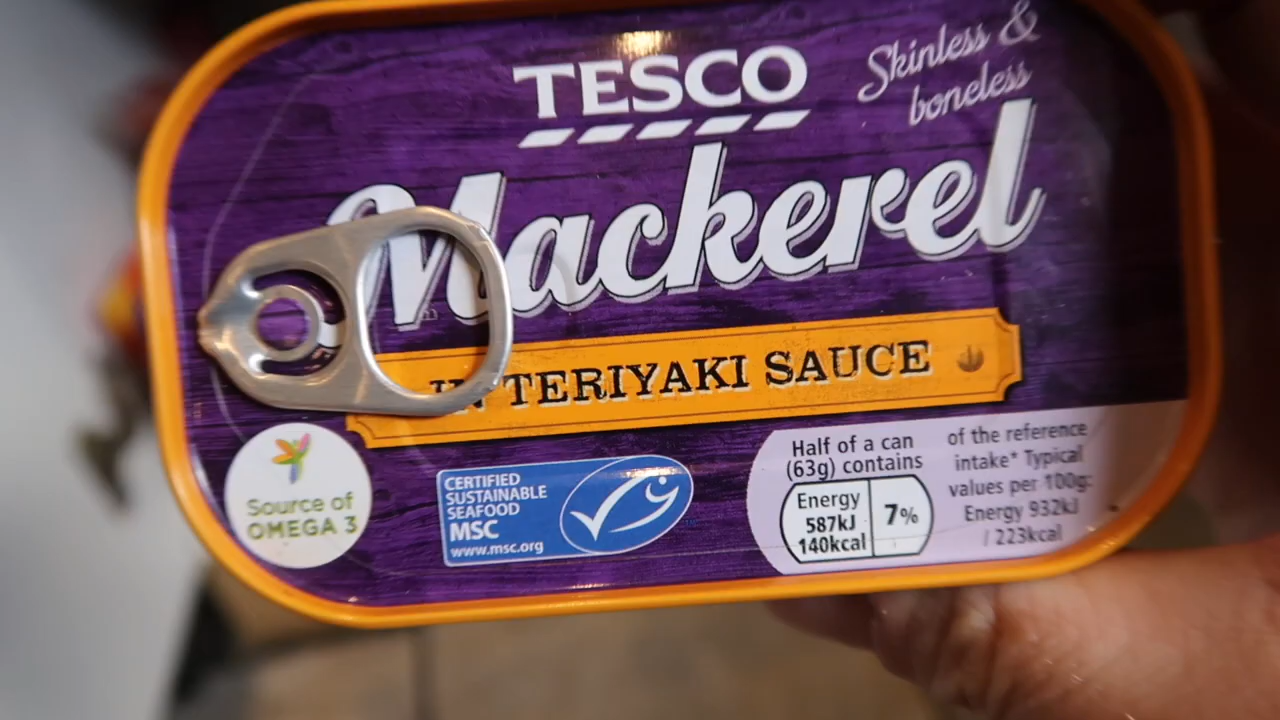 TESCO
Skinless &
boneless
Mackerel
IN TERIYAKI SAUCE
Source of
OMEGA 3
CERTIFIED
SUSTAINABLE
SEAFOOD
MSC
www.msc.org
Half of a can
(63g) contains
Energy
587kJ
140kcal
7%
of the reference
intake* Typical
values per 100g:
Energy 932kJ
/ 223kcal